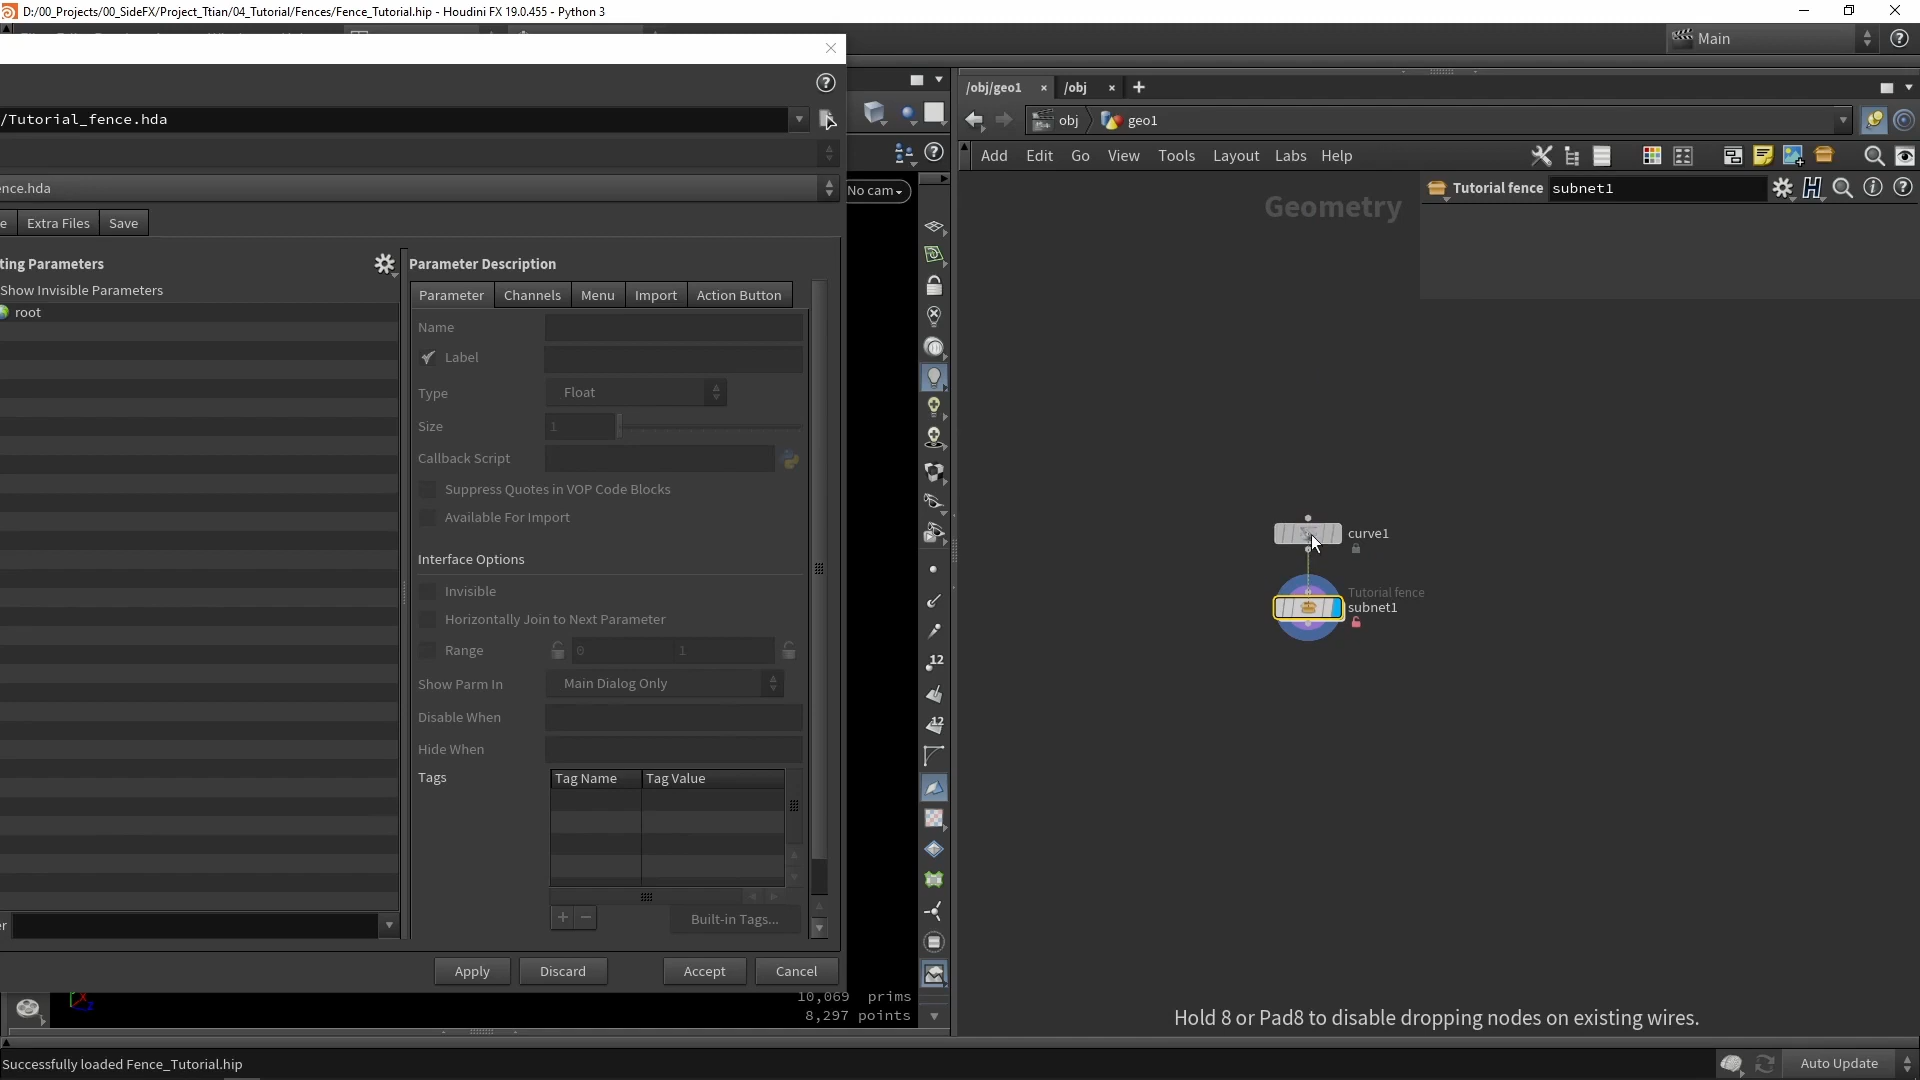 D:/00_Projects/00_SideFX/Project_Ttian/04_Tutorial/Fences/Fence_Tutorial.hip - Houdini FX 19.0.455 - Python 3
Main
/Tutorial_fence.hda
nce.hda
e
Extra Files
Save
ting Parameters
Show Invisible Parameters
root
er
Parameter Description
Parameter
Channels
Menu
Import
Action Button
Name
Label
Type
Float
Size
1
Callback Script
Suppress Quotes in VOP Code Blocks
Available For Import
Interface Options
Invisible
Horizontally Join to Next Parameter
Range
0
1
Show Parm In
Main Dialog Only
Disable When
Hide When
Tags
Tag Name
Tag Value
Built-in Tags...
Apply
Discard
Accept
Cancel
No cam
12
12
10,069 prims
8,297 points
/obj/geo1
/obj
obj
geo1
Add
Edit
Go
View
Tools
Layout
Labs
Help
Tutorial fence
subnet1
Geometry
curve1
Tutorial fence
subnet1
Hold 8 or Pad8 to disable dropping nodes on existing wires.
Successfully loaded Fence_Tutorial.hip
Auto Update